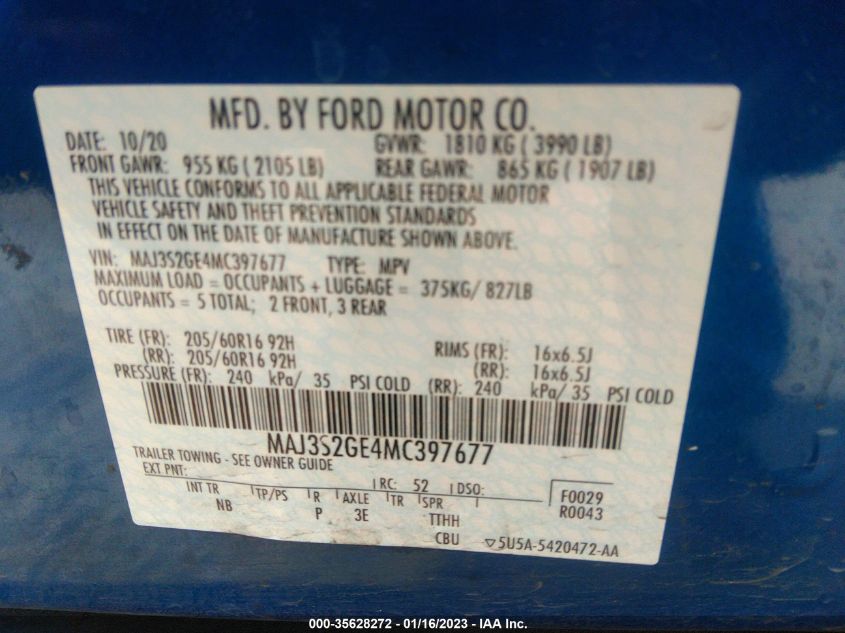 MFD. BY FORD MOTOR CO.
DATE: 10/20 GVWR: 1810 KG ( 3990 LB)
FRONT GAWR: 955 KG ( 2105 LB) REAR GAWR: 865 KG ( 1907 LB)
THIS VEHICLE CONFORMS TO ALL APPLICABLE FEDERAL MOTOR
VEHICLE SAFETY AND THEFT PREVENTION STANDARDS
IN EFFECT ON THE DATE OF MANUFACTURE SHOWN ABOVE.
VIN: MAJ3S2GE4MC397677 TYPE: MPV
MAXIMUM LOAD = OCCUPANTS + LUGGAGE = 375KG/ 827LB
OCCUPANTS = 5 TOTAL; 2 FRONT, 3 REAR
TIRE (FR): 205/60R16 92H RIMS (FR): 16x6.5J
(RR): 205/60R16 92H (RR): 16x6.5J
PRESSURE (FR): 240 kPa/ 35 PSI COLD (RR): 240 kPa/ 35 PSI COLD
MAJ3S2GE4MC397677
TRAILER TOWING - SEE OWNER GUIDE
EXT PNT: RC: 52 DSO: F0029
INT TR TP/PS R AXLE TR SPR R0043
NB P 3E TTHH
CBU ▽5U5A-5420472-AA
000-35628272 - 01/16/2023 - IAA Inc.